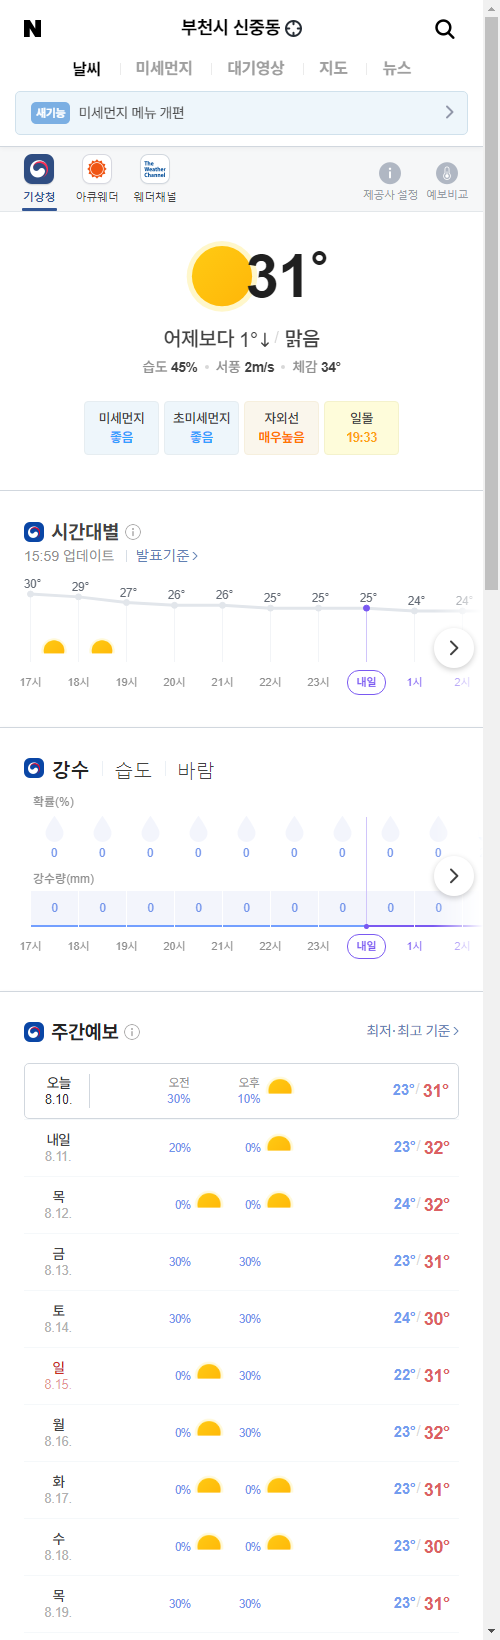 N
부천시 신중동
날씨 미세먼지 대기영상 지도 뉴스
새기능 미세먼지 메뉴 개편
The Weather Channel
기상청 아큐웨더 웨더채널 제공사 설정 예보비교
31°
어제보다 1°↓ / 맑음
습도 45% • 서풍 2m/s • 체감 34°
미세먼지 초미세먼지 자외선 일몰
좋음 좋음 매우높음 19:33
시간대별
15:59 업데이트 발표기준 >
30° 29° 27° 26° 26° 25° 25° 25° 24° 24°
17시 18시 19시 20시 21시 22시 23시 내일 1시 2시
강수 습도 바람
확률(%)
0 0 0 0 0 0 0 0 0
강수량(mm)
0 0 0 0 0 0 0 0 0
17시 18시 19시 20시 21시 22시 23시 내일 1시 2시
주간예보 최저·최고 기준 >
오늘 8.10. 오전 30% 오후 10% 23°/ 31°
내일 8.11. 20% 0% 23°/ 32°
목 8.12. 0% 0% 24°/ 32°
금 8.13. 30% 30% 23°/ 31°
토 8.14. 30% 30% 24°/ 30°
일 8.15. 0% 30% 22°/ 31°
월 8.16. 0% 30% 23°/ 32°
화 8.17. 0% 0% 23°/ 31°
수 8.18. 0% 0% 23°/ 30°
목 8.19. 30% 30% 23°/ 31°